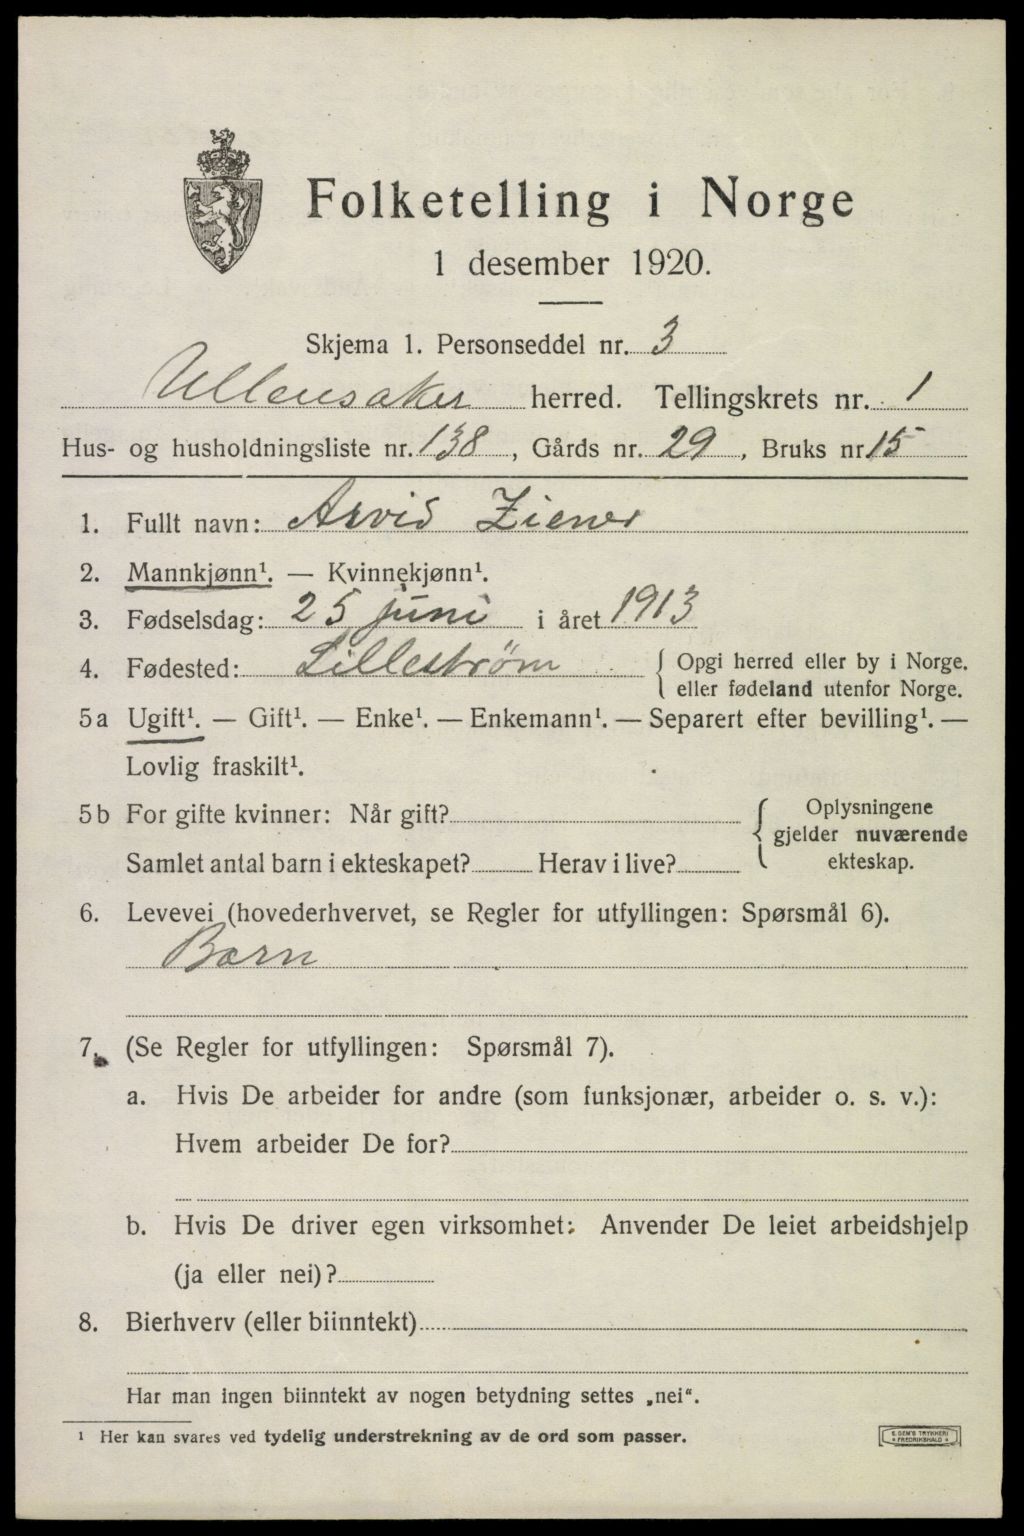 Folketelling i Norge
1 desember 1920.
Skjema 1. Personseddel nr. 3
Ullensaker herred. Tellingskrets nr. 1
Hus- og husholdningsliste nr. 138, Gårds nr. 29, Bruks nr 15
1. Fullt navn: Arvid Ziener
2. Mannkjønn¹. — Kvinnekjønn¹.
3. Fødselsdag: 25 juni i året 1913
4. Fødested: Lillestrøm { Opgi herred eller by i Norge,
eller fødeland utenfor Norge.
5 a Ugift¹. — Gift¹. — Enke¹. — Enkemann¹. — Separert efter bevilling¹. —
Lovlig fraskilt¹.
5 b For gifte kvinner: Når gift?
Samlet antal barn i ekteskapet? Herav i live?
{ Oplysningene
gjelder nuværende
ekteskap.
6. Levevei (hovederhvervet, se Regler for utfyllingen: Spørsmål 6).
Barn
7. (Se Regler for utfyllingen: Spørsmål 7).
a. Hvis De arbeider for andre (som funksjonær, arbeider o. s. v.):
Hvem arbeider De for?
b. Hvis De driver egen virksomhet: Anvender De leiet arbeidshjelp
(ja eller nei)?
8. Bierhverv (eller biinntekt)
Har man ingen biinntekt av nogen betydning settes „nei“.
¹ Her kan svares ved tydelig understrekning av de ord som passer.
E. SEM'S TRYKKERI
FREDRIKSHALD